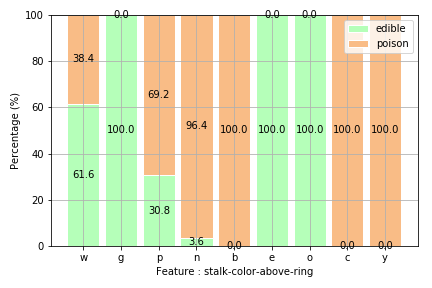 100
80
60
40
20
0
Percentage (%)
0.0 0.0 0.0
edible
poison
38.4
69.2
96.4
100.0 100.0 100.0 100.0 100.0 100.0
61.6
30.8
3.6
0.0 0.0 0.0
w g p n b e o c y
Feature : stalk-color-above-ring